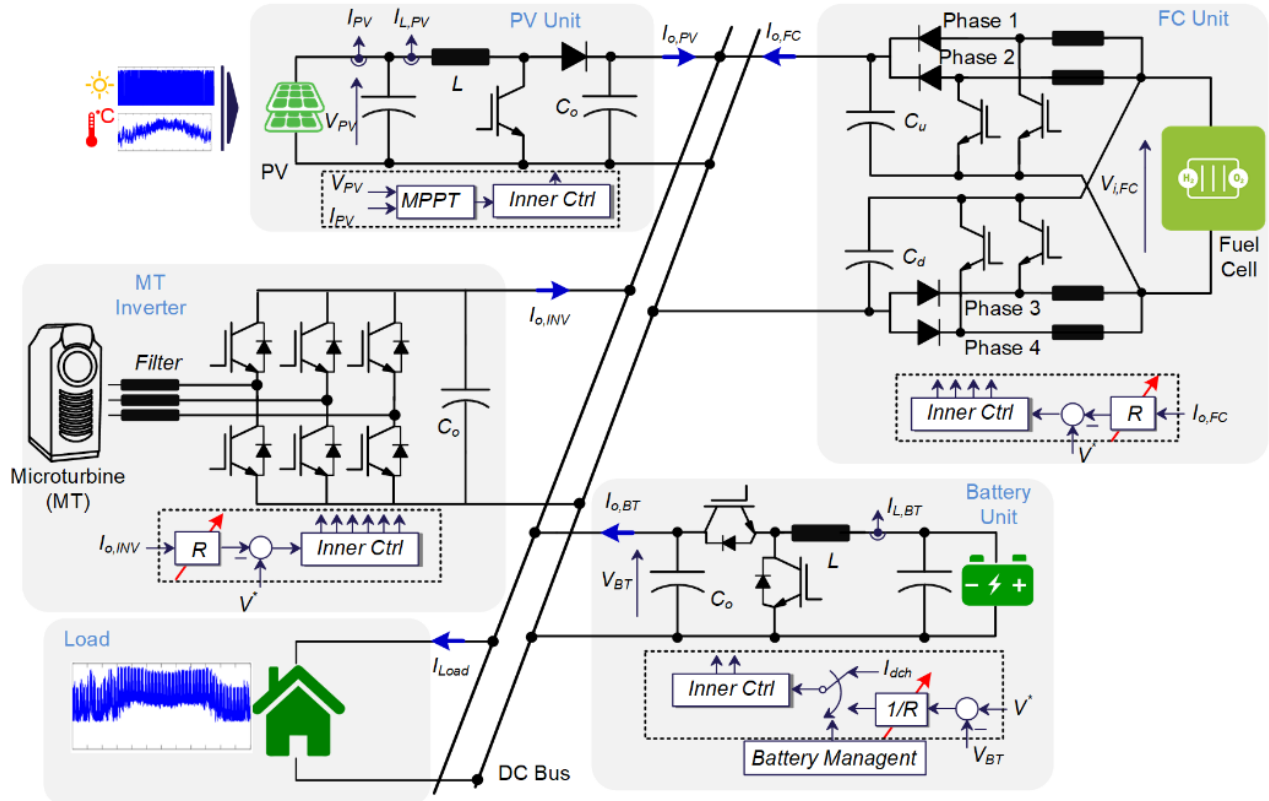 PV Unit
I_PV
I_L,PV
I_o,PV
L
V_PV
C_o
°C
PV
V_PV
I_PV
MPPT
Inner Ctrl
FC Unit
I_o,FC
Phase 1
Phase 2
C_u
V_i,FC
H₂
O₂
Fuel
Cell
C_d
Phase 3
Phase 4
Inner Ctrl
R
I_o,FC
–
V*
MT
Inverter
Filter
I_o,INV
C_o
Microturbine
(MT)
I_o,INV
R
–
Inner Ctrl
V*
Battery
Unit
I_o,BT
I_L,BT
V_BT
C_o
L
– +
Inner Ctrl
I_dch
1/R
V*
–
V_BT
Battery Managent
Load
I_Load
DC Bus